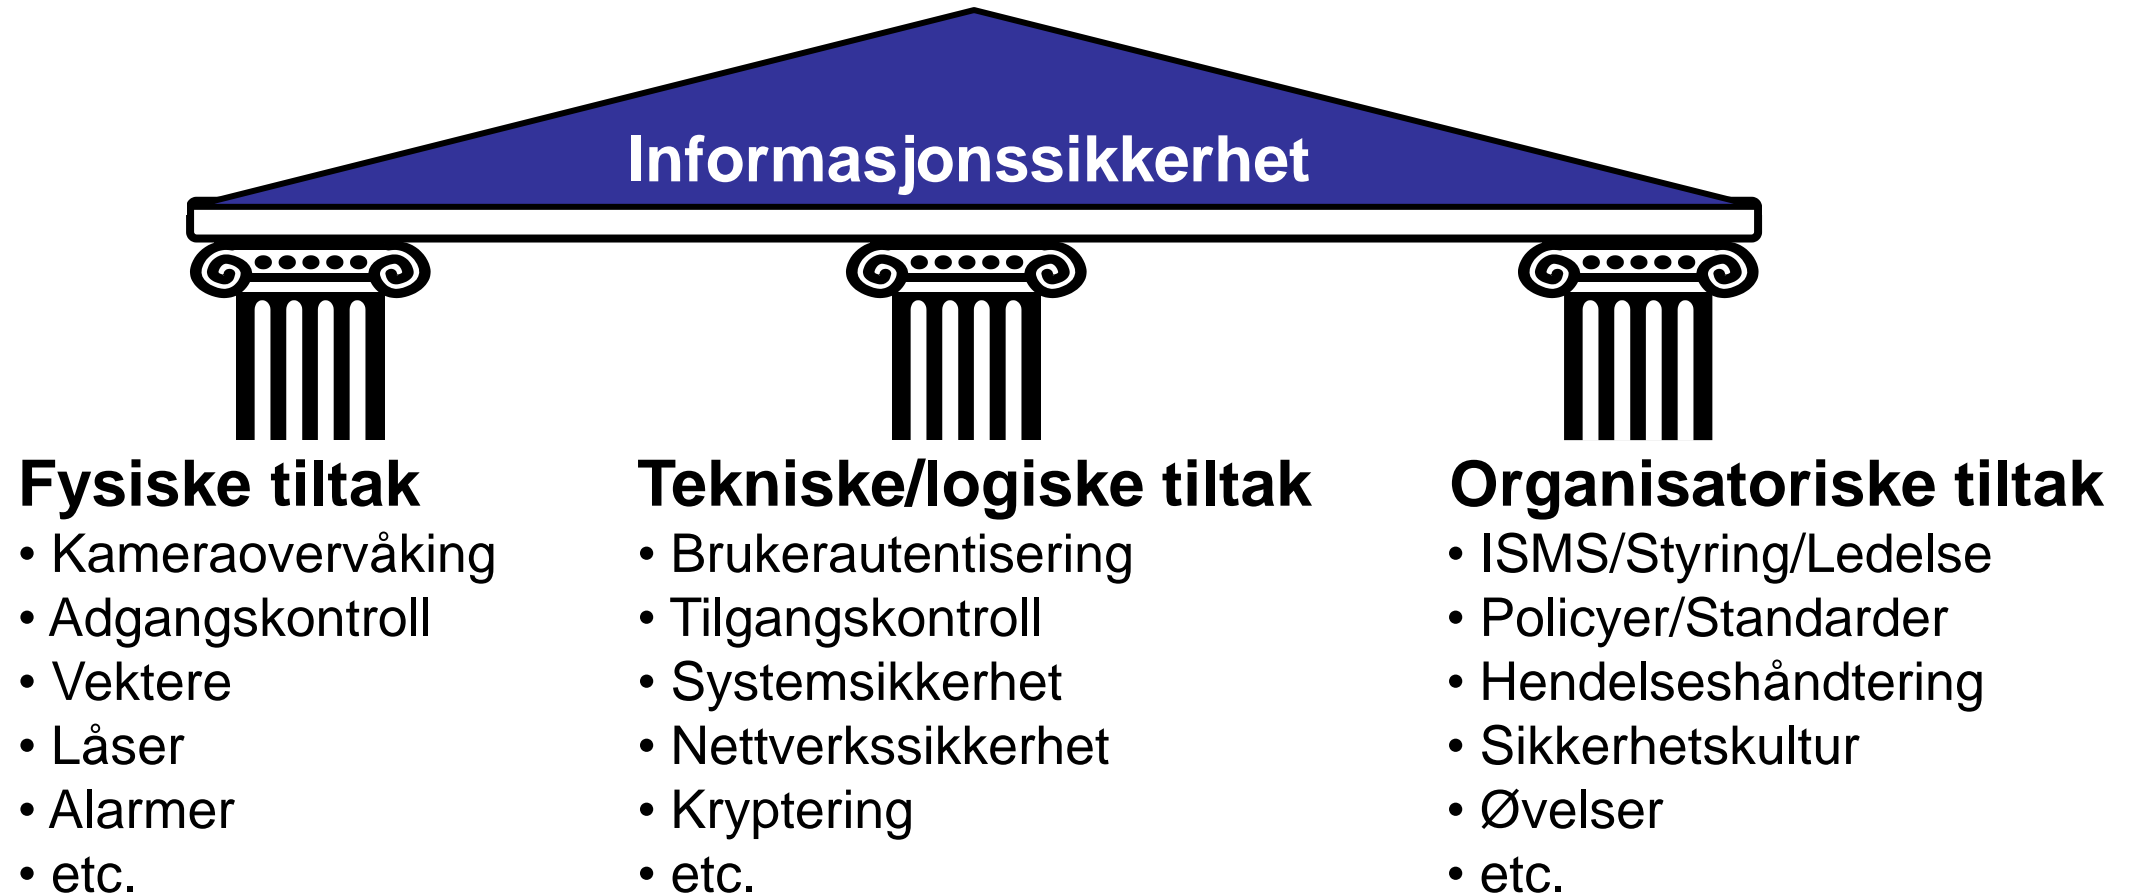 Informasjonssikkerhet
Fysiske tiltak
• Kameraovervåking
• Adgangskontroll
• Vektere
• Låser
• Alarmer
• etc.
Tekniske/logiske tiltak
• Brukerautentisering
• Tilgangskontroll
• Systemsikkerhet
• Nettverkssikkerhet
• Kryptering
• etc.
Organisatoriske tiltak
• ISMS/Styring/Ledelse
• Policyer/Standarder
• Hendelseshåndtering
• Sikkerhetskultur
• Øvelser
• etc.